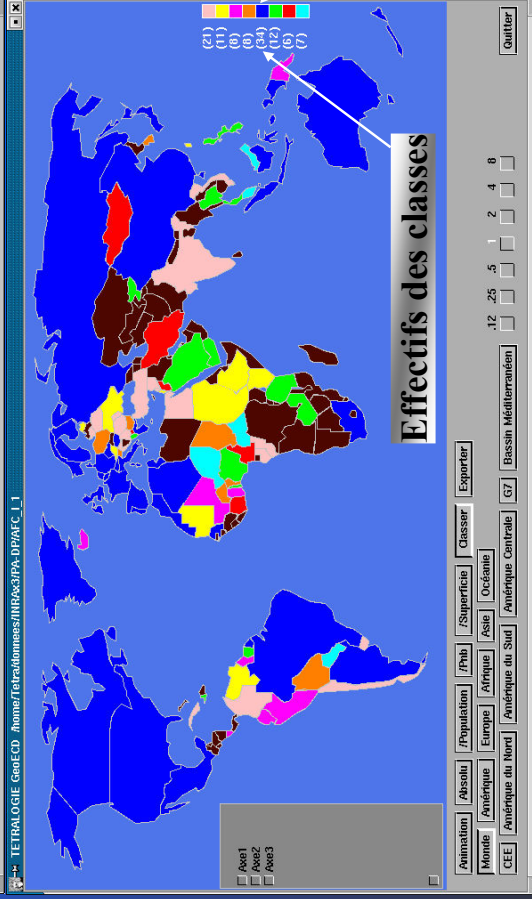 TETRALOGIE GeoECD /home/Tetra/donnees/INRAx3/PA-DP/AFC_I_1
(21)
(11)
(8)
(8)
(34)
(12)
(6)
(7)
Effectifs des classes
Axe1
Axe2
Axe3
Animation Absolu /Population /Pnb /Superficie Classer Exporter
Monde Amérique Europe Afrique Asie Océanie
CEE Amérique du Nord Amérique du Sud Amérique Centrale G7 Bassin Méditerranéen
.12 .25 .5 1 2 4 8
Quitter